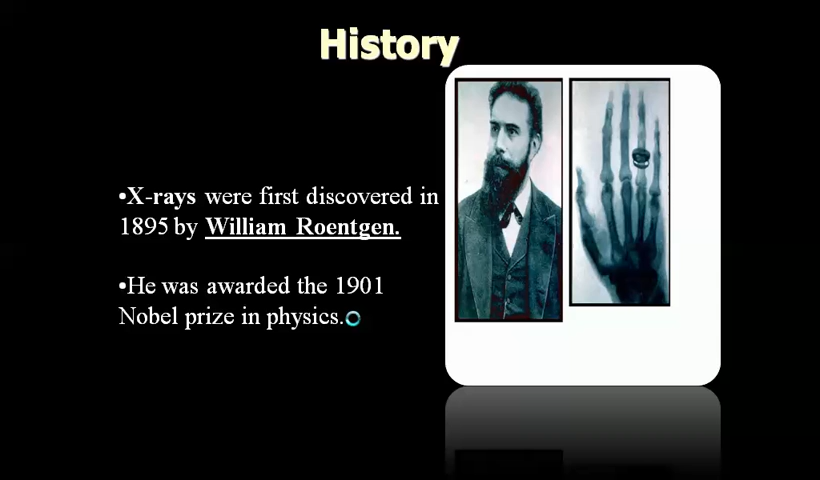 History
•X-rays were first discovered in
1895 by William Roentgen.
•He was awarded the 1901
Nobel prize in physics.